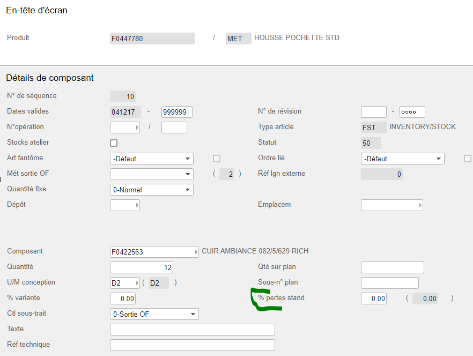 En-tête d'écran
Produit F0447780 / MET HOUSSE POCHETTE STD
Détails de composant
N° de séquence 10
Dates valides 041217 - 999999 N° de révision -
N°opération / Type article FST INVENTORY/STOCK
Stocks atelier Statut 50
Art fantôme -Défaut Ordre lié -Défaut
Mét sortie OF ( 2 ) Réf lgn externe 0
Quantité fixe 0-Normal
Dépôt Emplacem
Composant F0422563 CUIR AMBIANCE 082/5/629 RICH
Quantité 12 Qté sur plan
U/M conception D2 ( D2 ) Sous-n° plan
% variante 0,00 % pertes stand 0,00 ( 0,00 )
Ctl sous-trait 0-Sortie OF
Texte
Réf technique